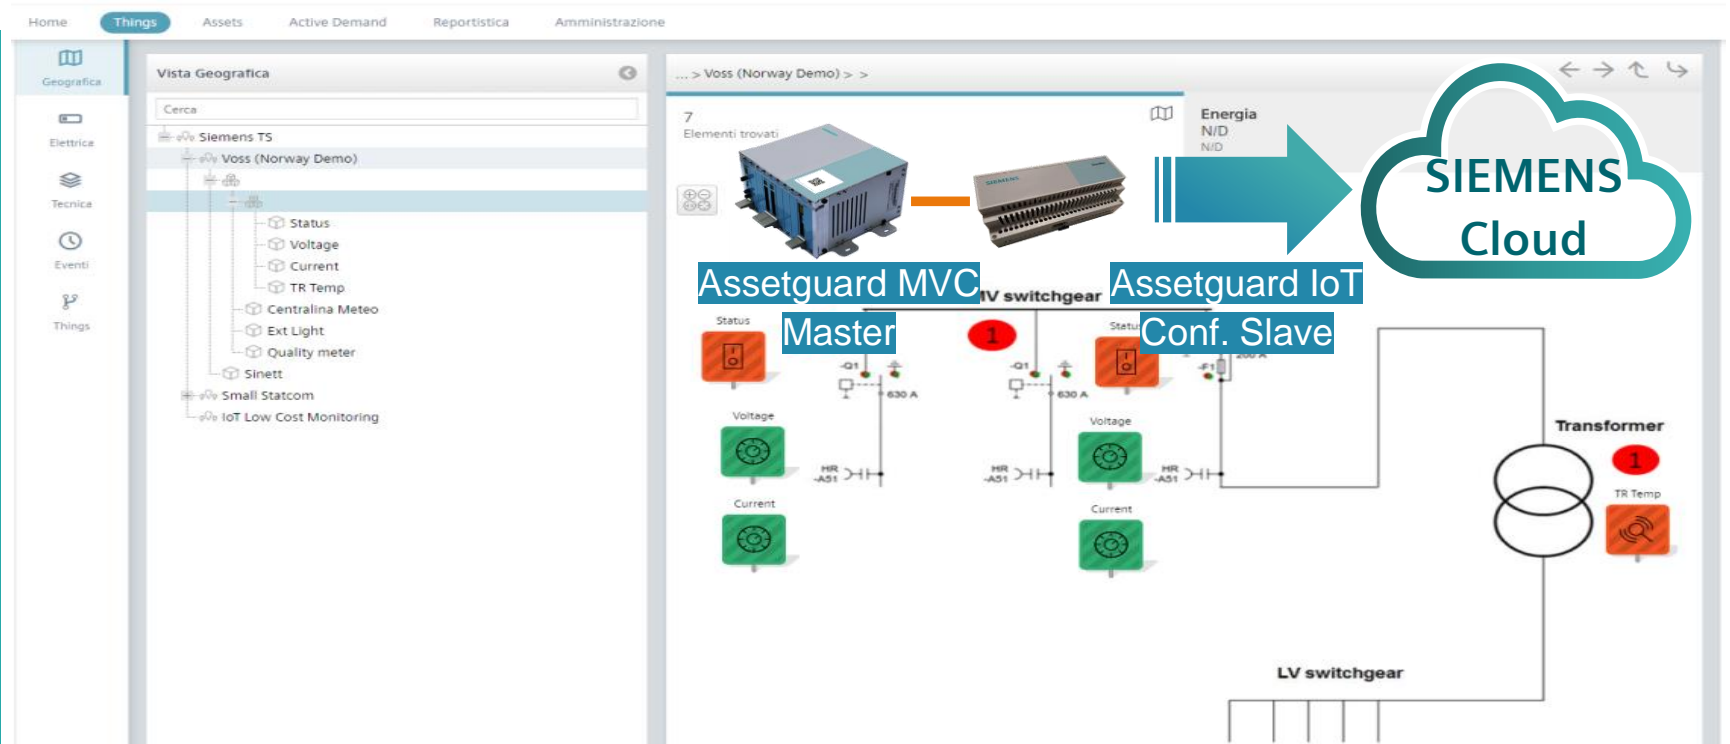 Home Things Assets Active Demand Reportistica Amministrazione
Geografica
Elettrica
Tecnica
Eventi
Things
Vista Geografica
Cerca
Siemens TS
Voss (Norway Demo)
Status
Voltage
Current
TR Temp
Centralina Meteo
Ext Light
Quality meter
Sinett
Small Statcom
IoT Low Cost Monitoring
... > Voss (Norway Demo) > >
7
Elementi trovati
Energia
N/D
N/D
SIEMENS
SIEMENS
Cloud
Assetguard MVC
Master
Assetguard IoT
Conf. Slave
MV switchgear
Status
1
Status
-Q1
-Q1
-F1
200 A
630 A
630 A
Voltage
Voltage
HR
-A51
HR
-A51
HR
-A51
Current
Current
Transformer
1
TR Temp
LV switchgear